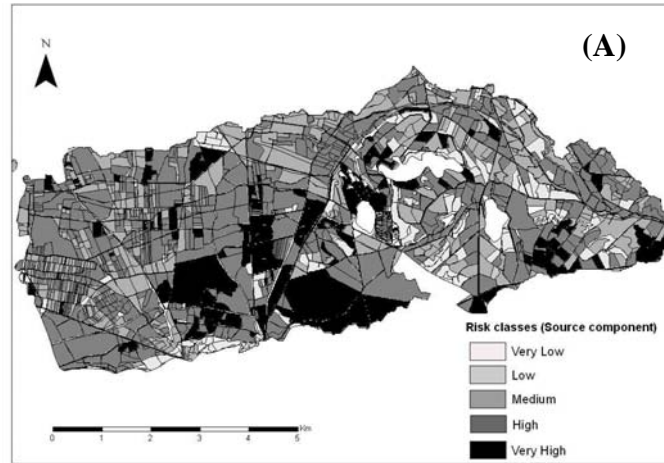 (A)
N
Risk classes (Source component)
Very Low
Low
Medium
High
Very High
Km
0 1 2 3 4 5